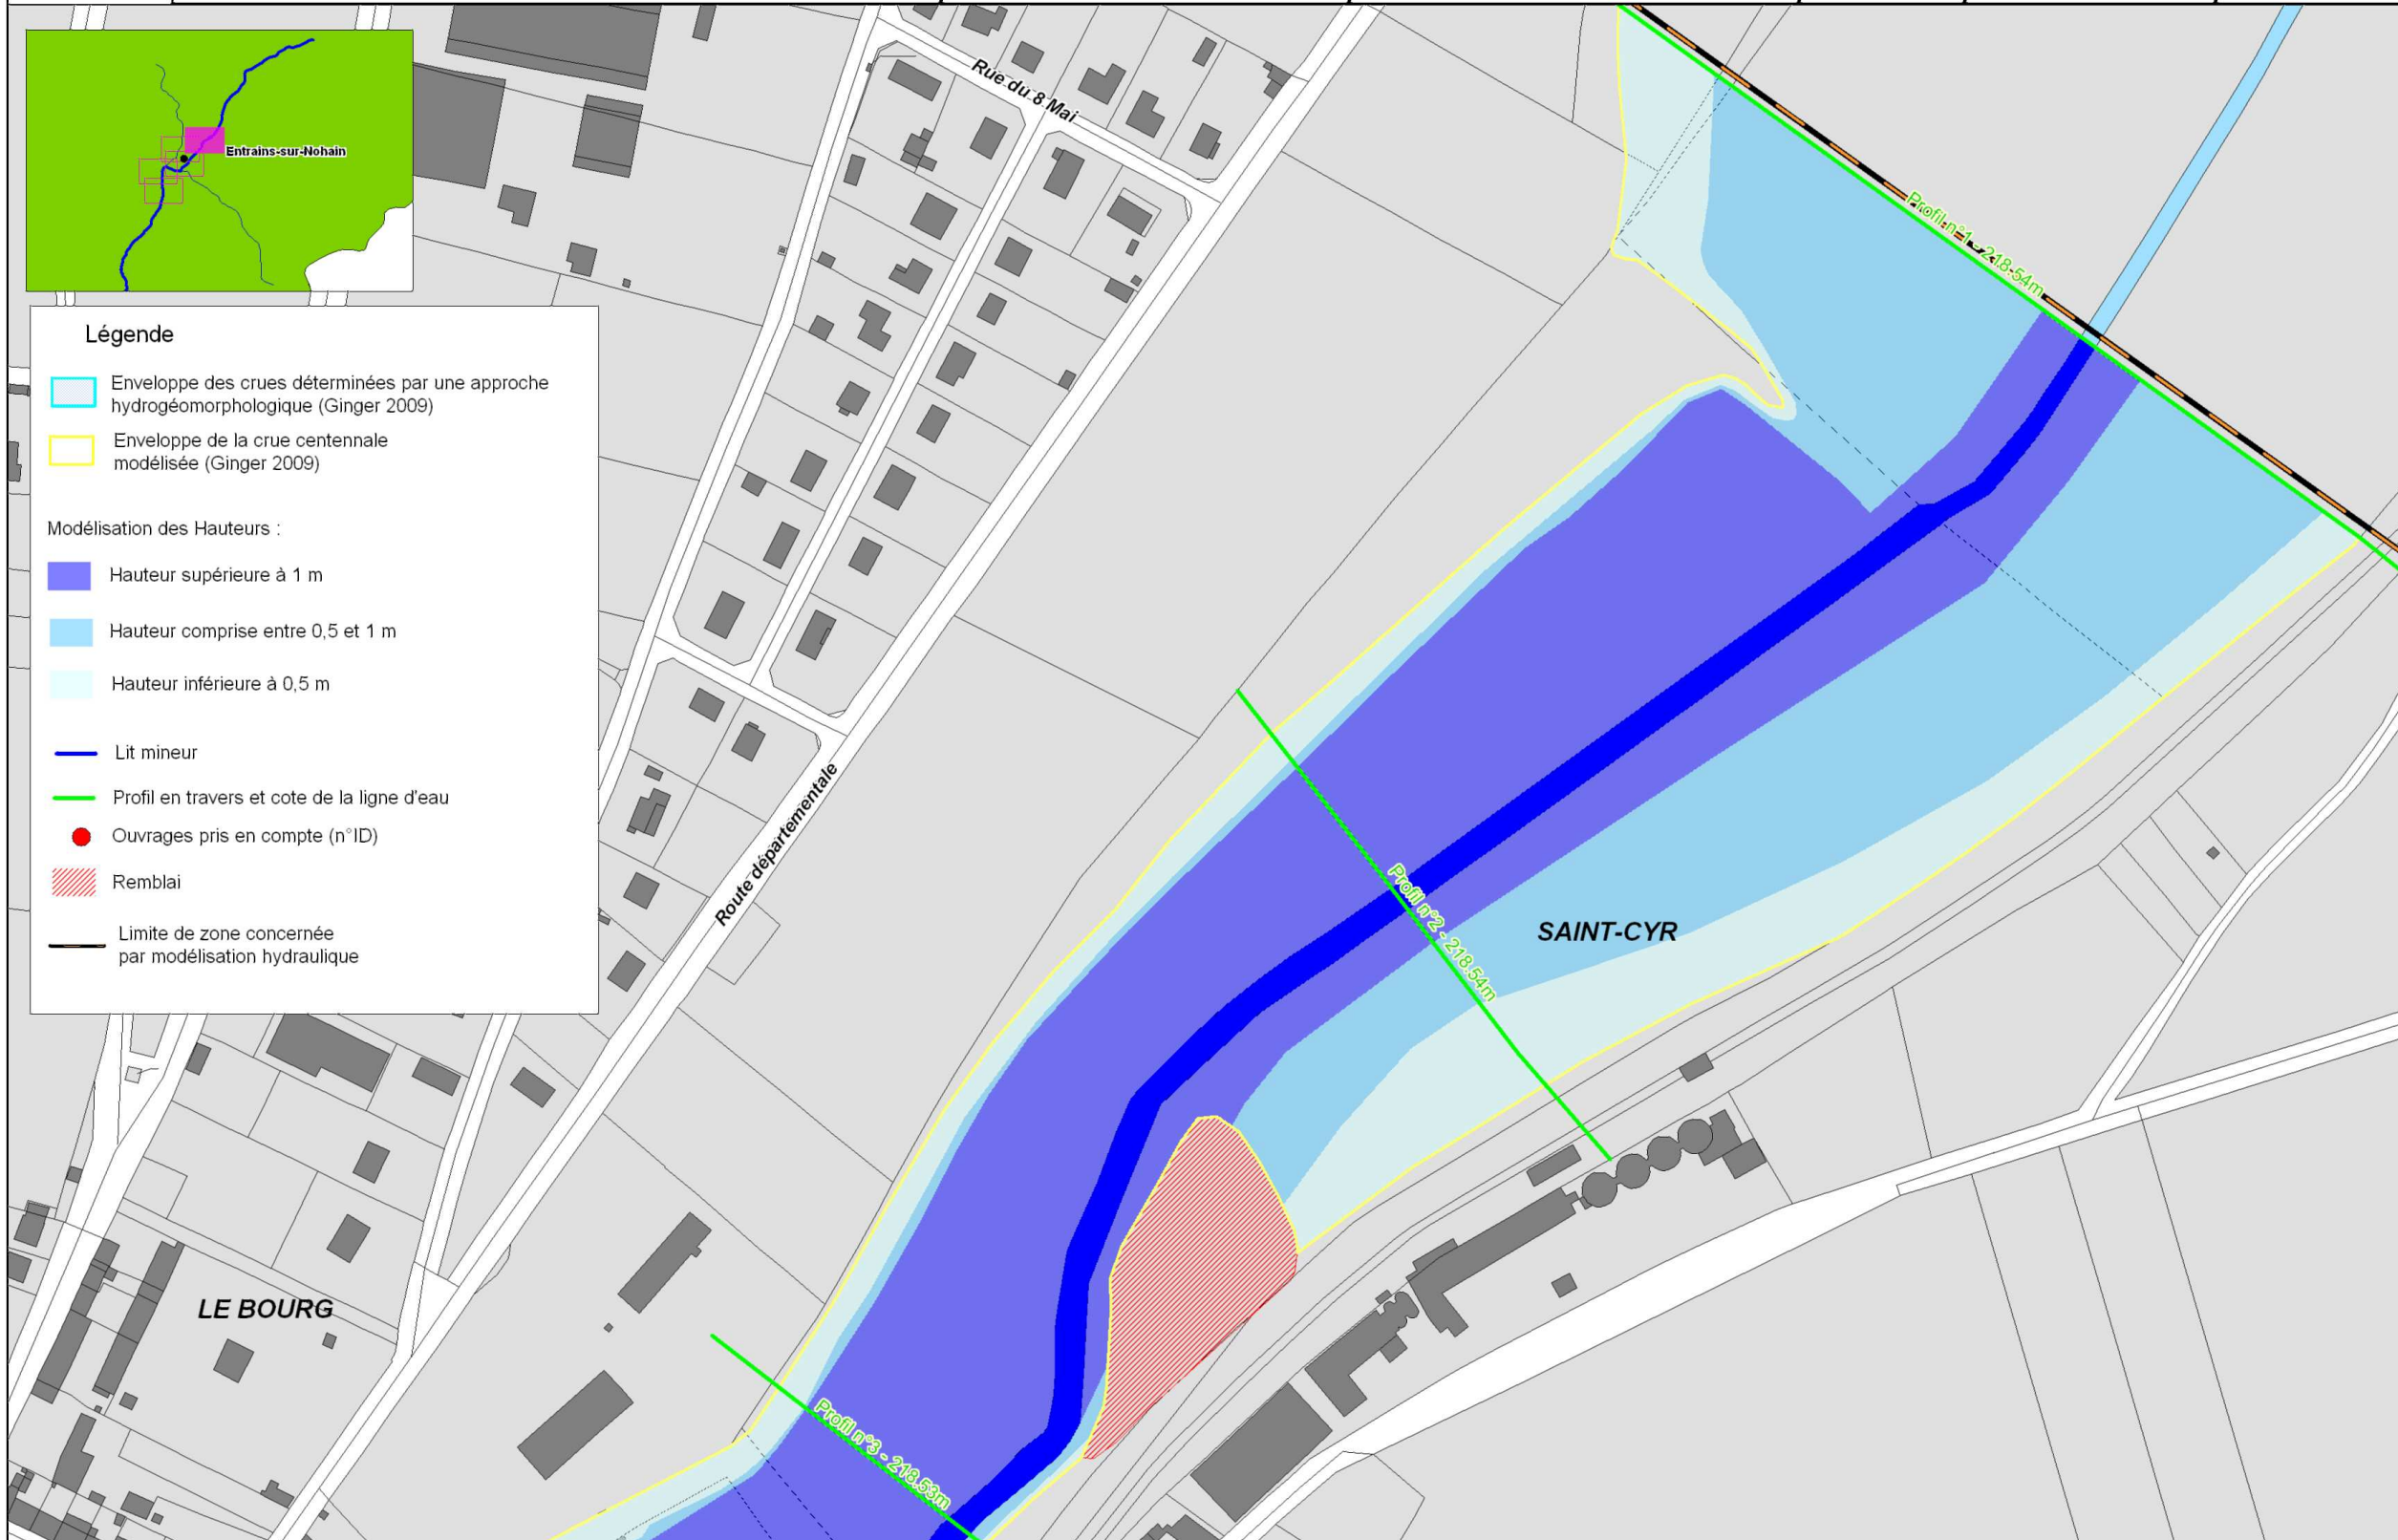 Entrains-sur-Nohain
Rue du 8 Mai
Profil n°1 - 218.54m
Légende
Enveloppe des crues déterminées par une approche
hydrogéomorphologique (Ginger 2009)
Enveloppe de la crue centennale
modélisée (Ginger 2009)
Modélisation des Hauteurs :
Hauteur supérieure à 1 m
Hauteur comprise entre 0,5 et 1 m
Hauteur inférieure à 0,5 m
Lit mineur
Profil en travers et cote de la ligne d'eau
Ouvrages pris en compte (n°ID)
Remblai
Limite de zone concernée
par modélisation hydraulique
Route départementale
Profil n°2 - 218.54m
SAINT-CYR
LE BOURG
Profil n°3 - 218.53m